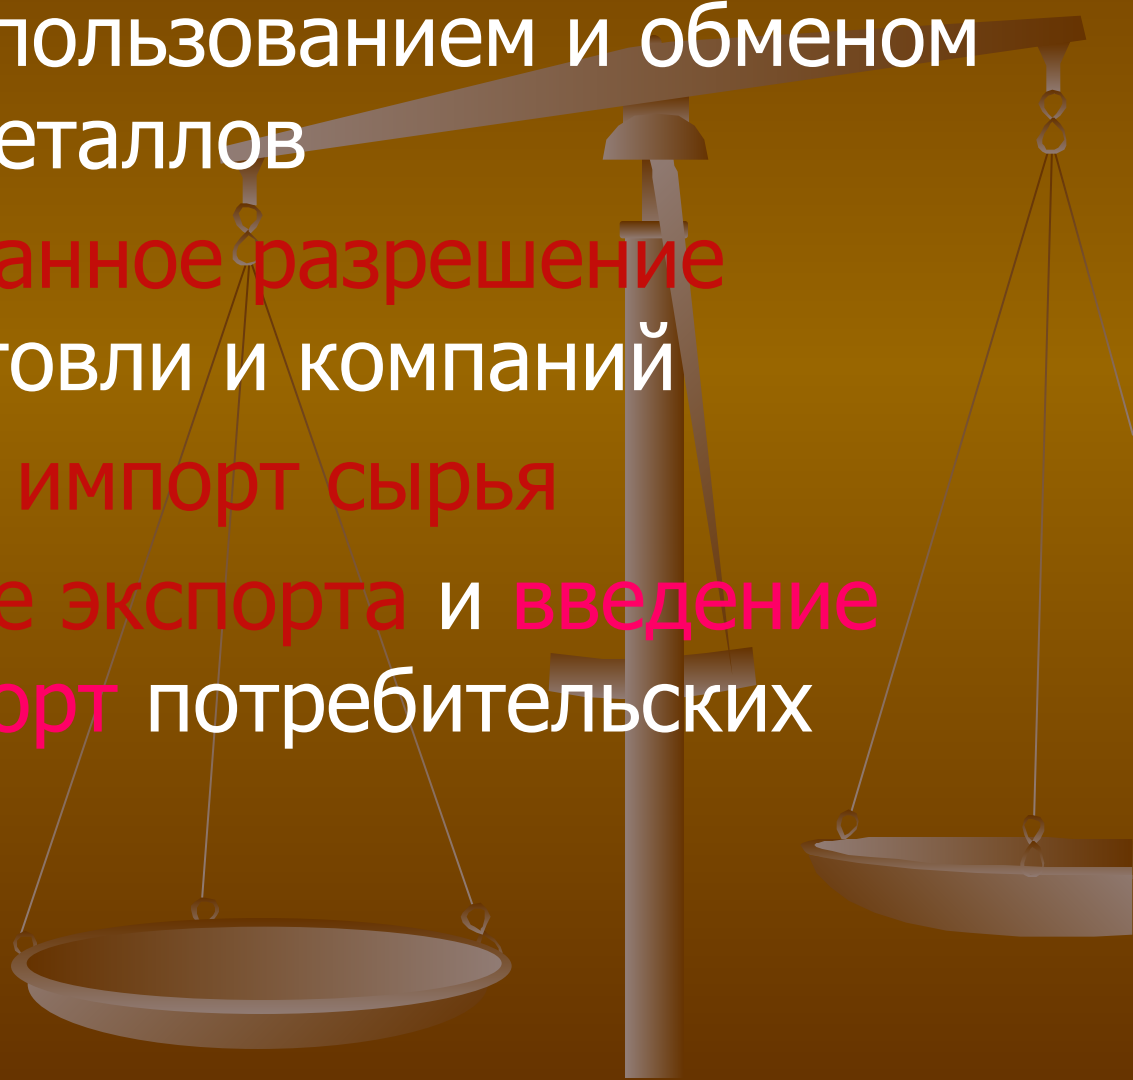 пользованием и обменом
еталлов
анное разрешение
товли и компаний
импорт сырья
е экспорта и введение
орт потребительских